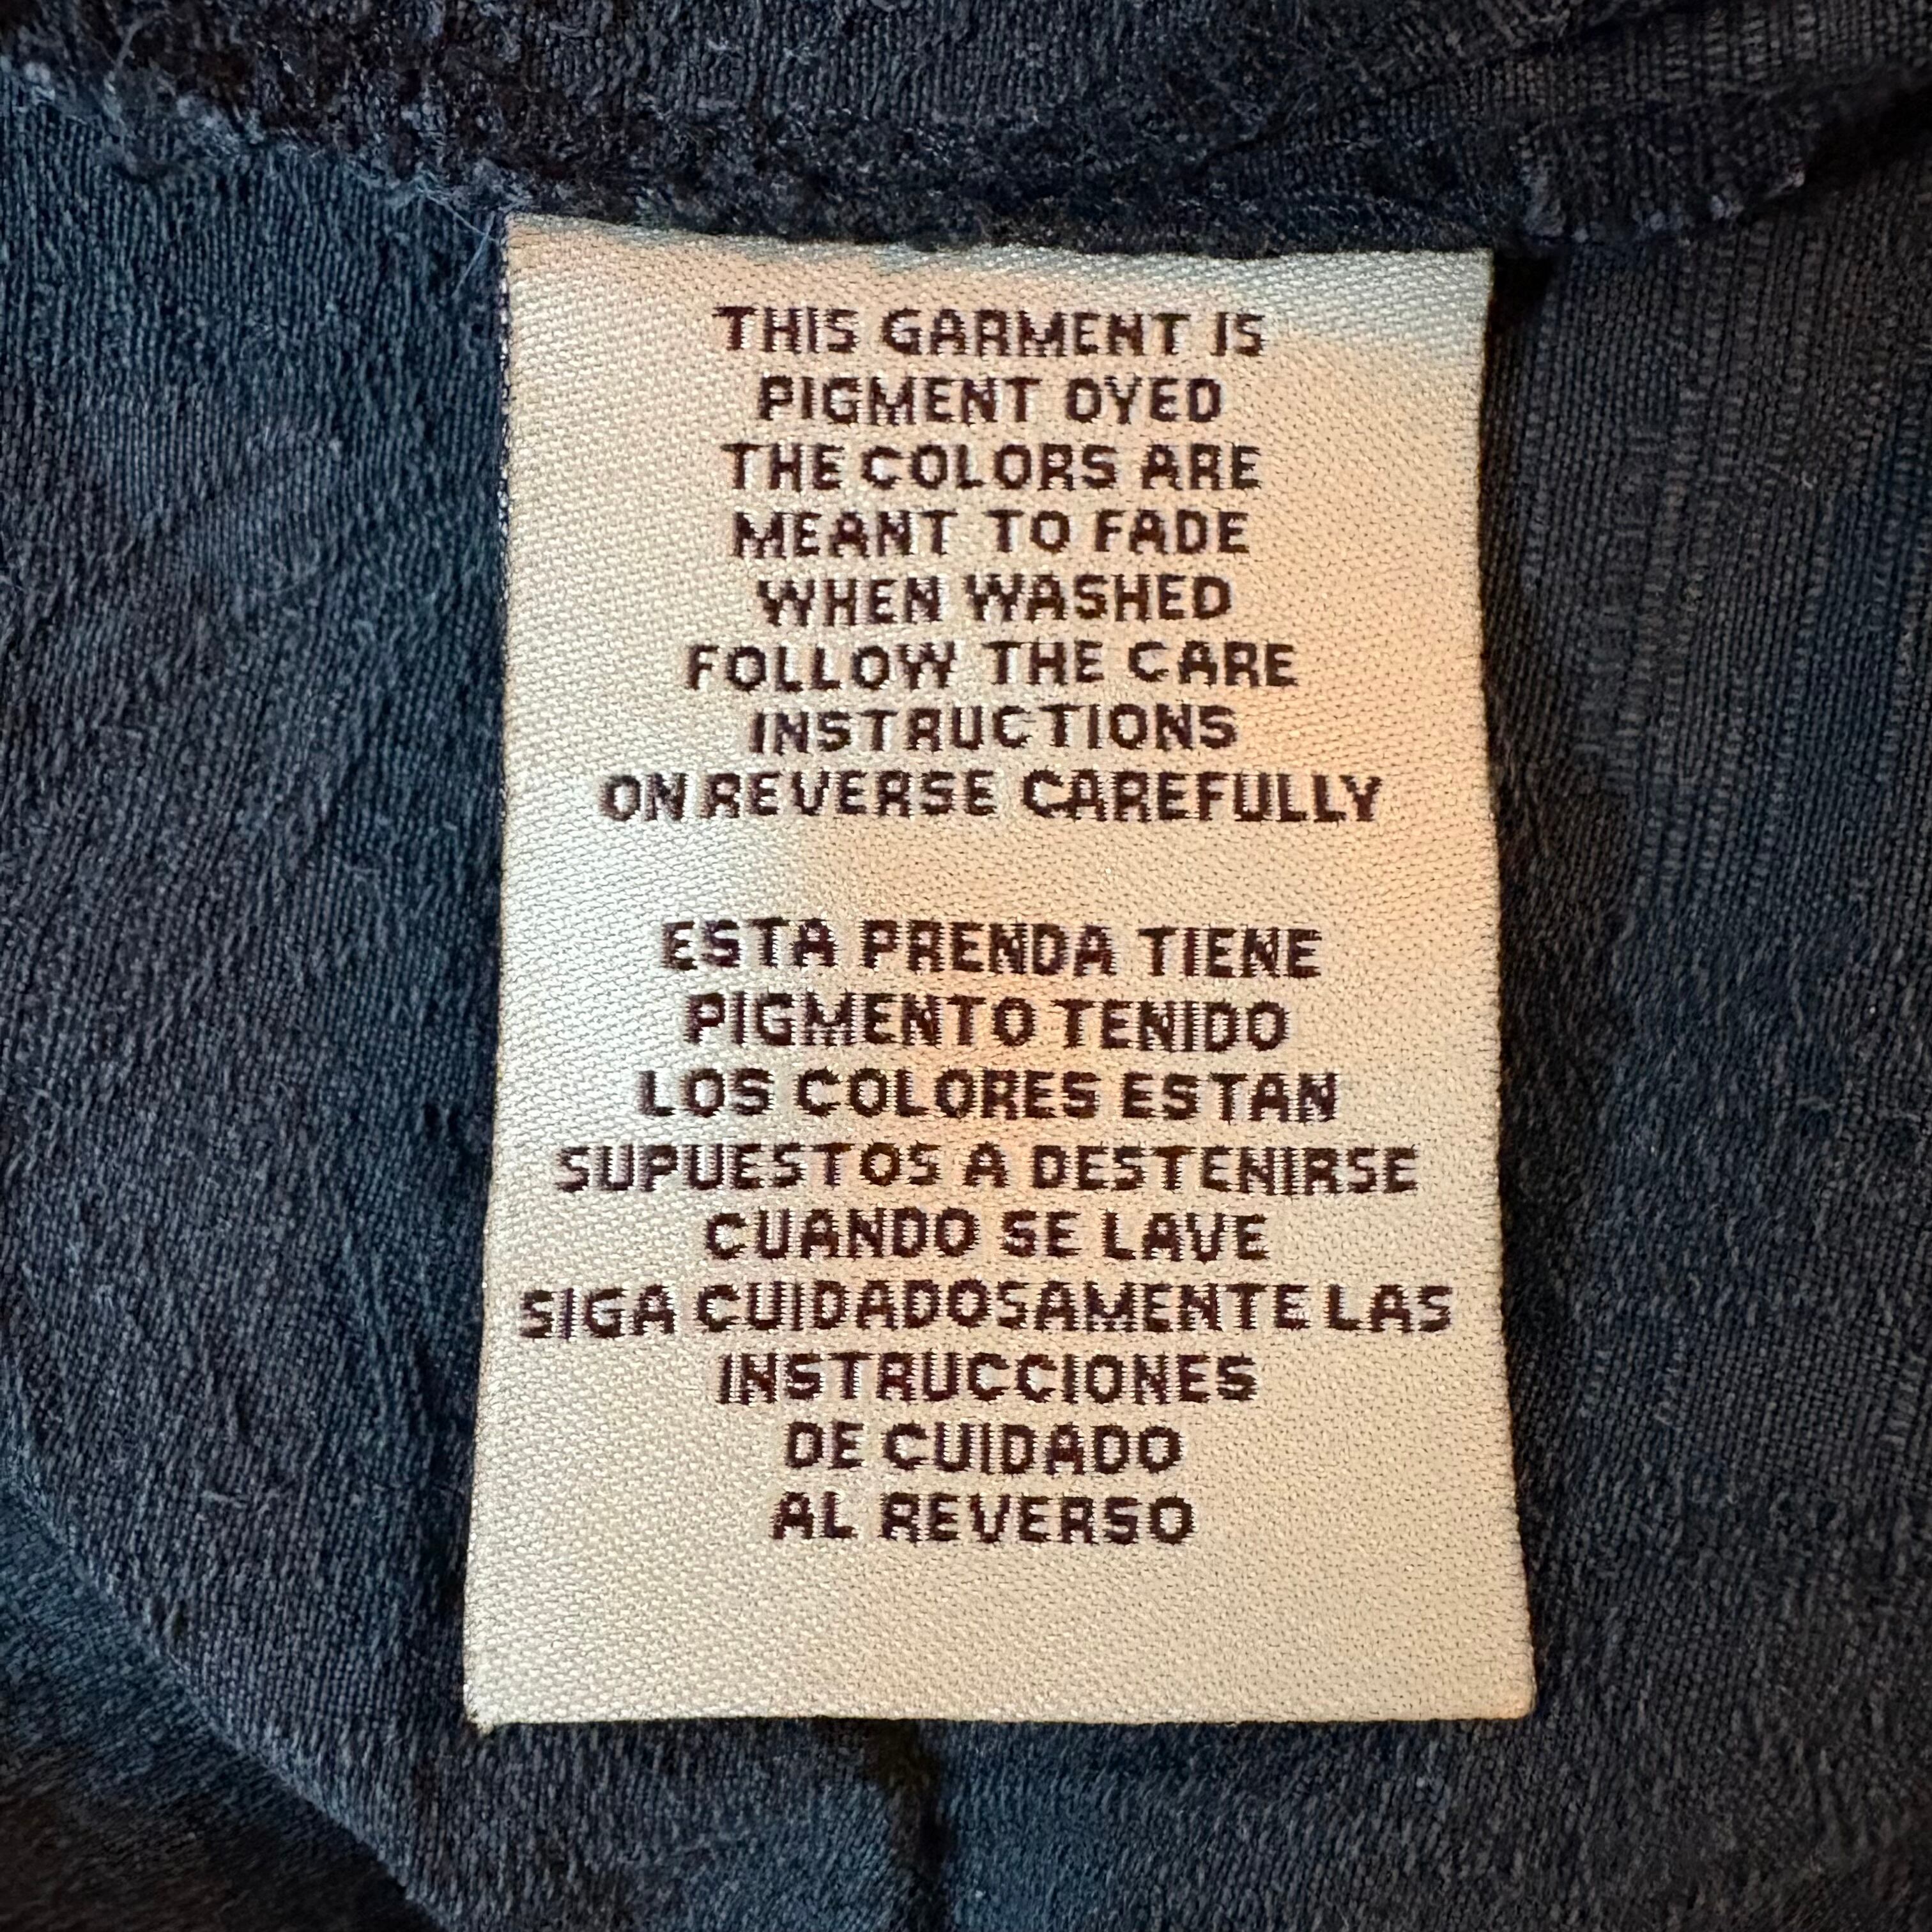 THIS GARMENT IS
PIGMENT DYED
THE COLORS ARE
MEANT TO FADE
WHEN WASHED
FOLLOW THE CARE
INSTRUCTIONS
ON REVERSE CAREFULLY
ESTA PRENDA TIENE
PIGMENTO TENIDO
LOS COLORES ESTAN
SUPUESTOS A DESTENIRSE
CUANDO SE LAVE
SIGA CUIDADOSAMENTE LAS
INSTRUCCIONES
DE CUIDADO
AL REVERSO